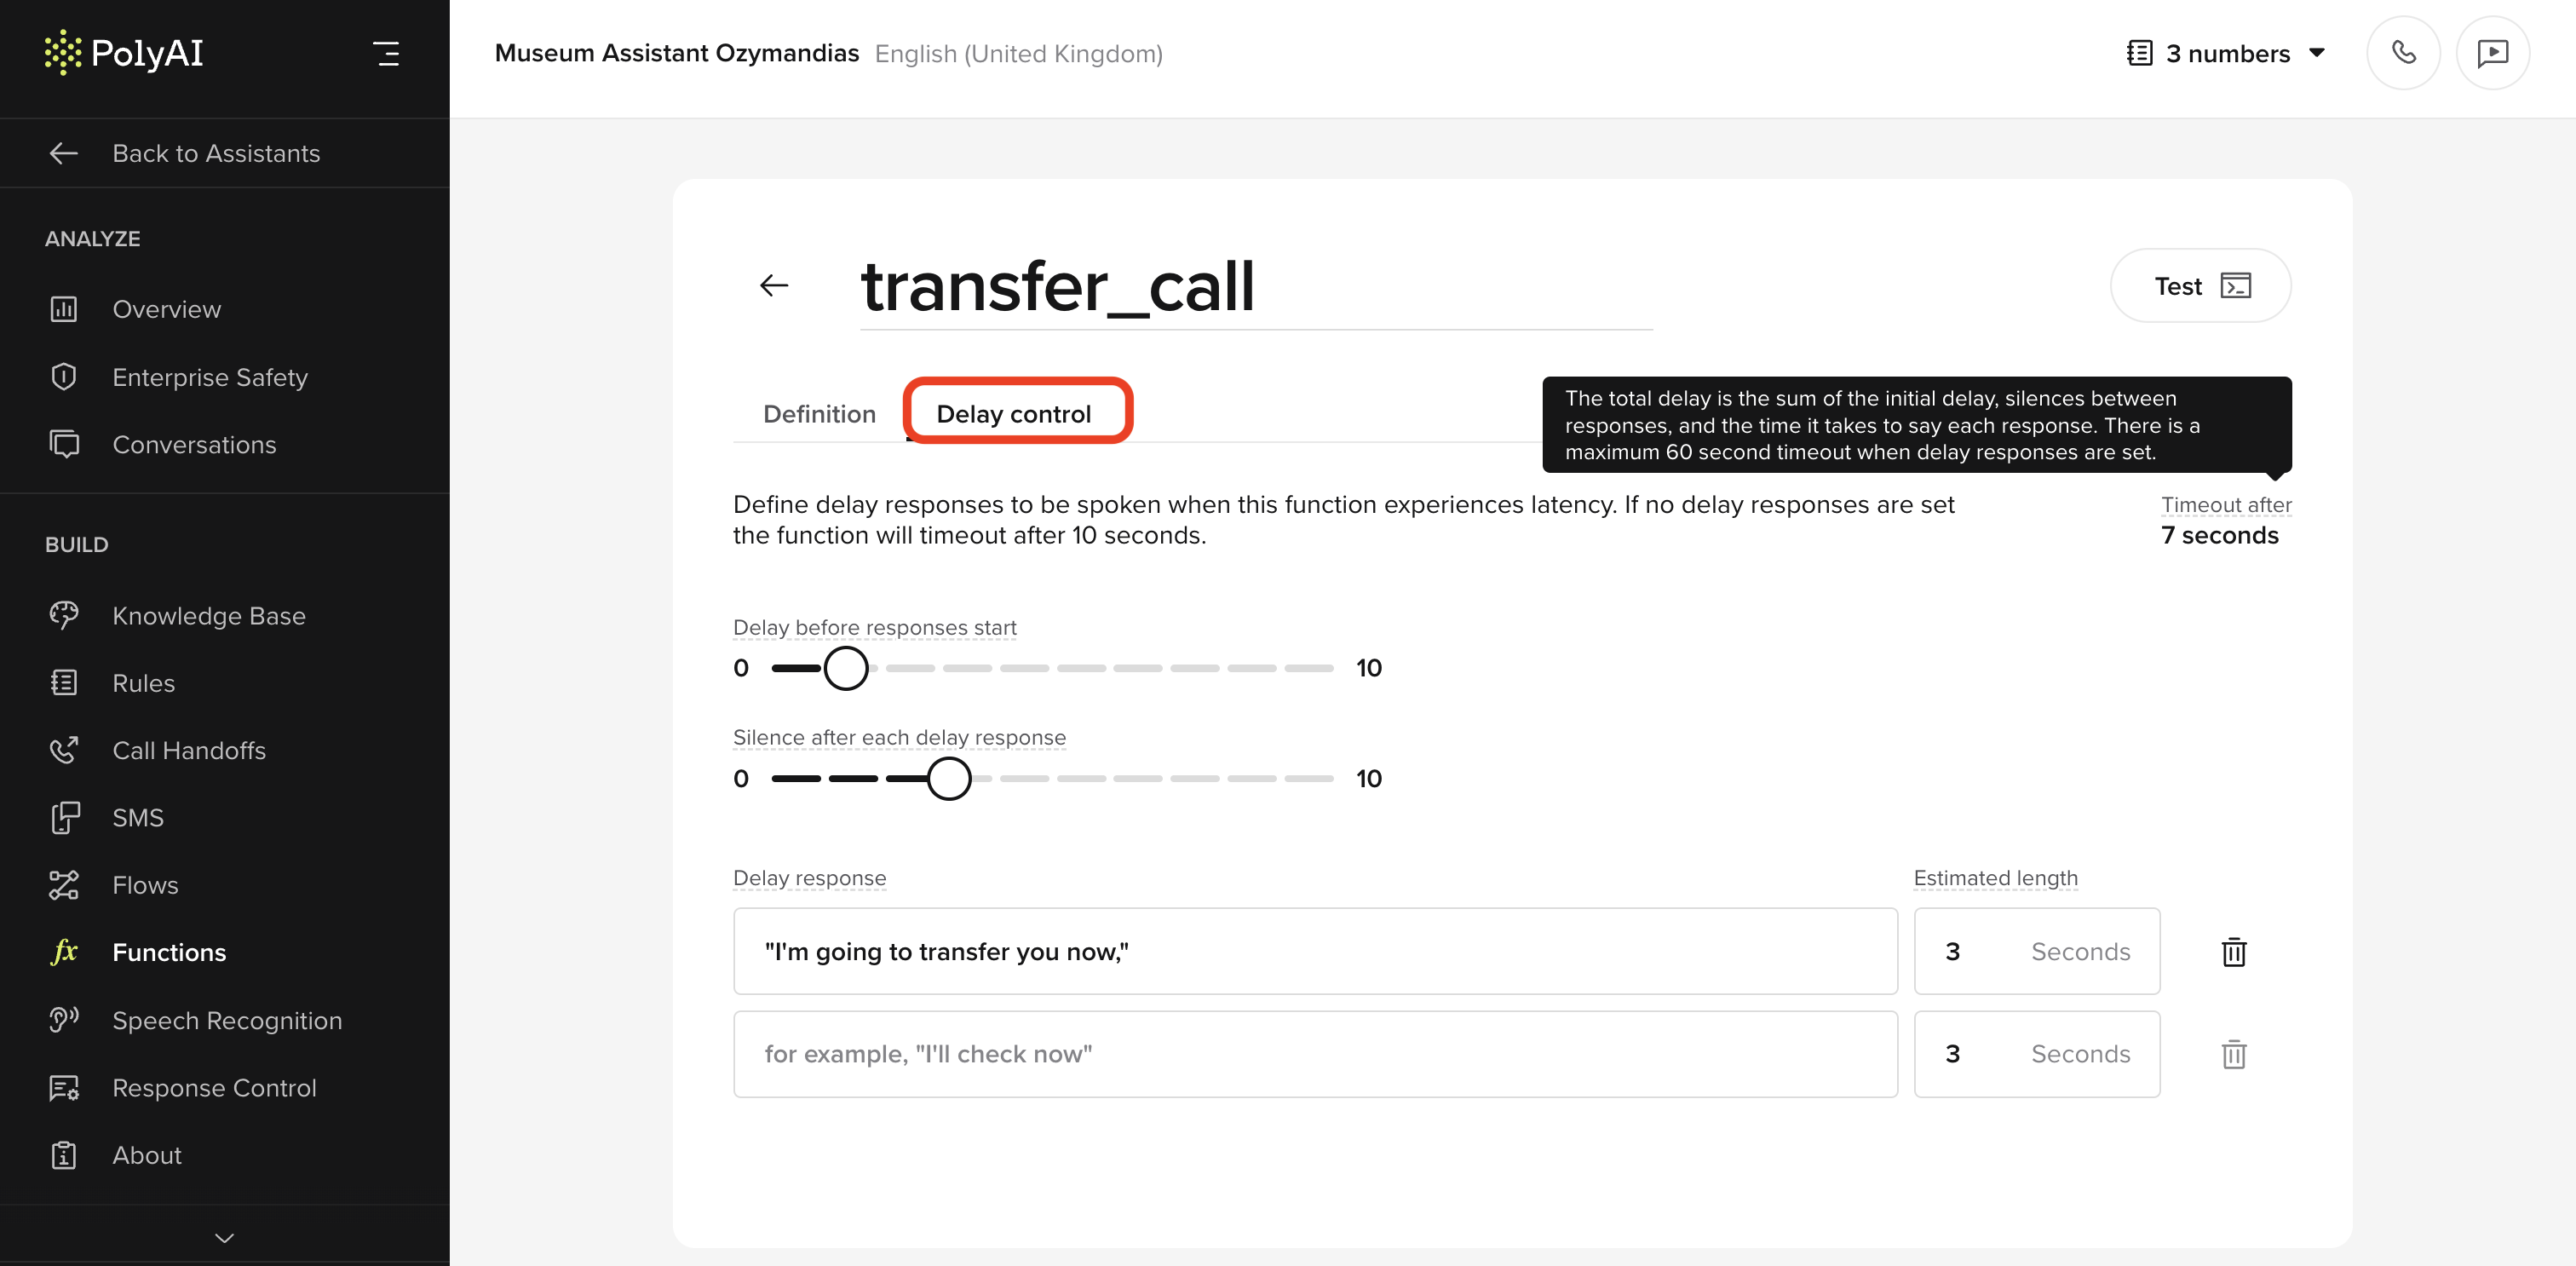 PolyAI
Back to Assistants
ANALYZE
Overview
Enterprise Safety
Conversations
BUILD
Knowledge Base
Rules
Call Handoffs
SMS
Flows
fx Functions
Speech Recognition
Response Control
About
Museum Assistant Ozymandias English (United Kingdom)
3 numbers
transfer_call
Test
Definition
Delay control
The total delay is the sum of the initial delay, silences between
responses, and the time it takes to say each response. There is a
maximum 60 second timeout when delay responses are set.
Define delay responses to be spoken when this function experiences latency. If no delay responses are set
the function will timeout after 10 seconds.
Timeout after
7 seconds
Delay before responses start
0 10
Silence after each delay response
0 10
Delay response
Estimated length
"I'm going to transfer you now,"
3 Seconds
for example, "I'll check now"
3 Seconds